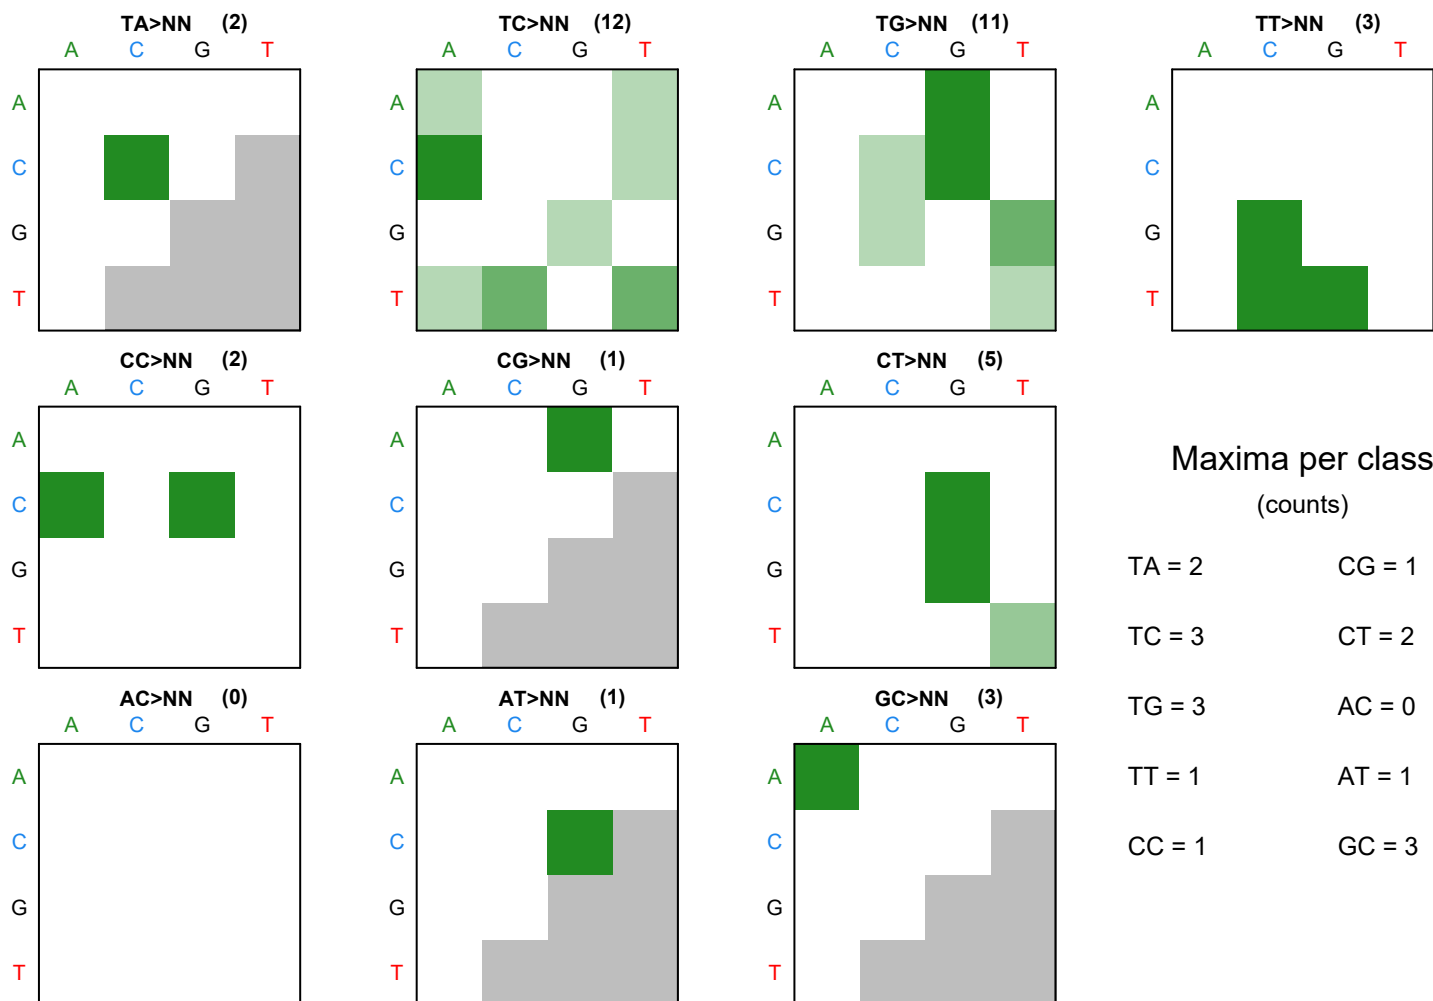 TA>NN (2)
A C G T
A
C
G
T
TC>NN (12)
A C G T
A
C
G
T
TG>NN (11)
A C G T
A
C
G
T
TT>NN (3)
A C G T
A
C
G
T
CC>NN (2)
A C G T
A
C
G
T
CG>NN (1)
A C G T
A
C
G
T
CT>NN (5)
A C G T
A
C
G
T
Maxima per class
(counts)
TA = 2 CG = 1
TC = 3 CT = 2
TG = 3 AC = 0
TT = 1 AT = 1
CC = 1 GC = 3
AC>NN (0)
A C G T
A
C
G
T
AT>NN (1)
A C G T
A
C
G
T
GC>NN (3)
A C G T
A
C
G
T